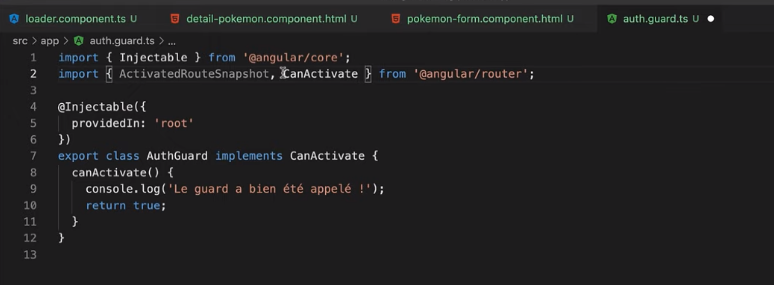 loader.component.ts U detail-pokemon.component.html U pokemon-form.component.html U auth.guard.ts U
src > app > auth.guard.ts > ...
1 import { Injectable } from '@angular/core';
2 import { ActivatedRouteSnapshot, CanActivate } from '@angular/router';
3
4 @Injectable({
5 providedIn: 'root'
6 })
7 export class AuthGuard implements CanActivate {
8 canActivate() {
9 console.log('Le guard a bien été appelé !');
10 return true;
11 }
12 }
13